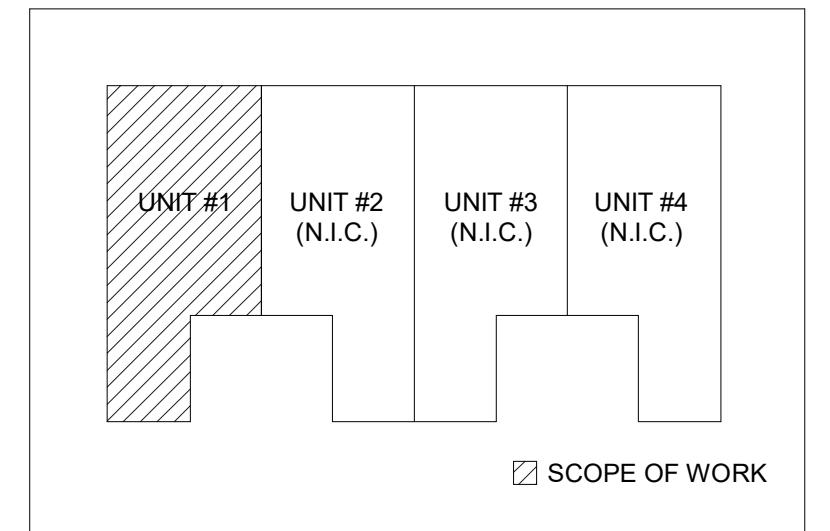 UNIT #1
UNIT #2
(N.I.C.)
UNIT #3
(N.I.C.)
UNIT #4
(N.I.C.)
SCOPE OF WORK